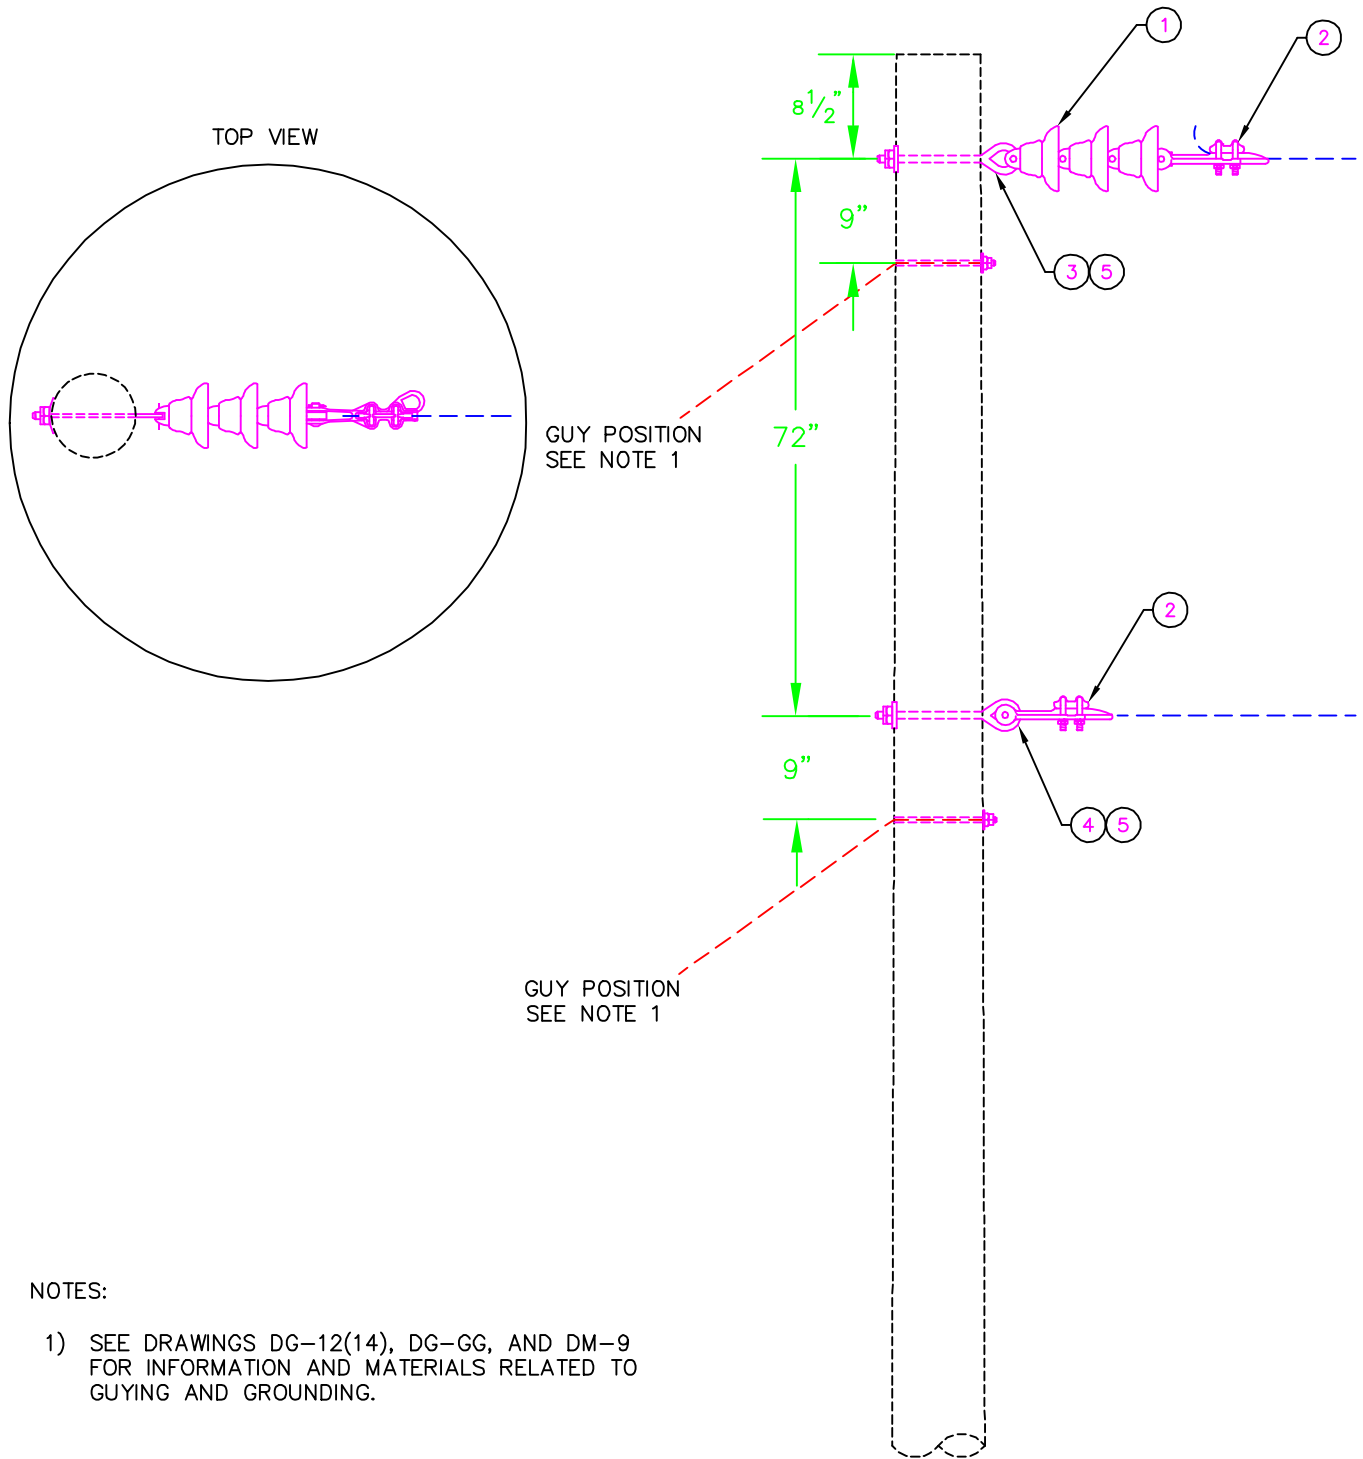 TOP VIEW
1
2
8 1/2"
9"
3 5
GUY POSITION
SEE NOTE 1
72"
2
9"
4 5
GUY POSITION
SEE NOTE 1
NOTES:
1) SEE DRAWINGS DG-12(14), DG-GG, AND DM-9
FOR INFORMATION AND MATERIALS RELATED TO
GUYING AND GROUNDING.